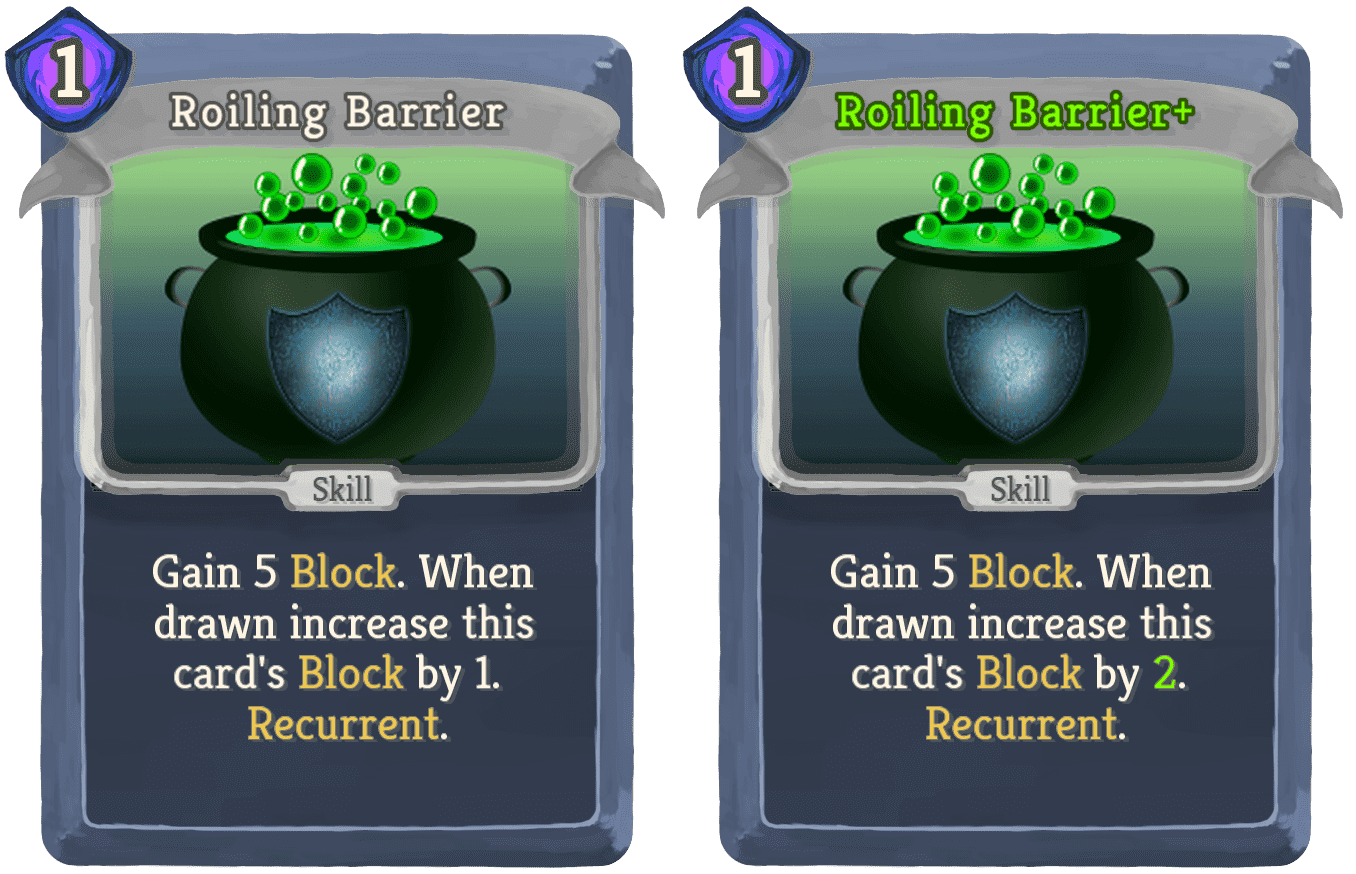 1
Roiling Barrier
Skill
Gain 5 Block. When
drawn increase this
card's Block by 1.
Recurrent.
1
Roiling Barrier+
Skill
Gain 5 Block. When
drawn increase this
card's Block by 2.
Recurrent.